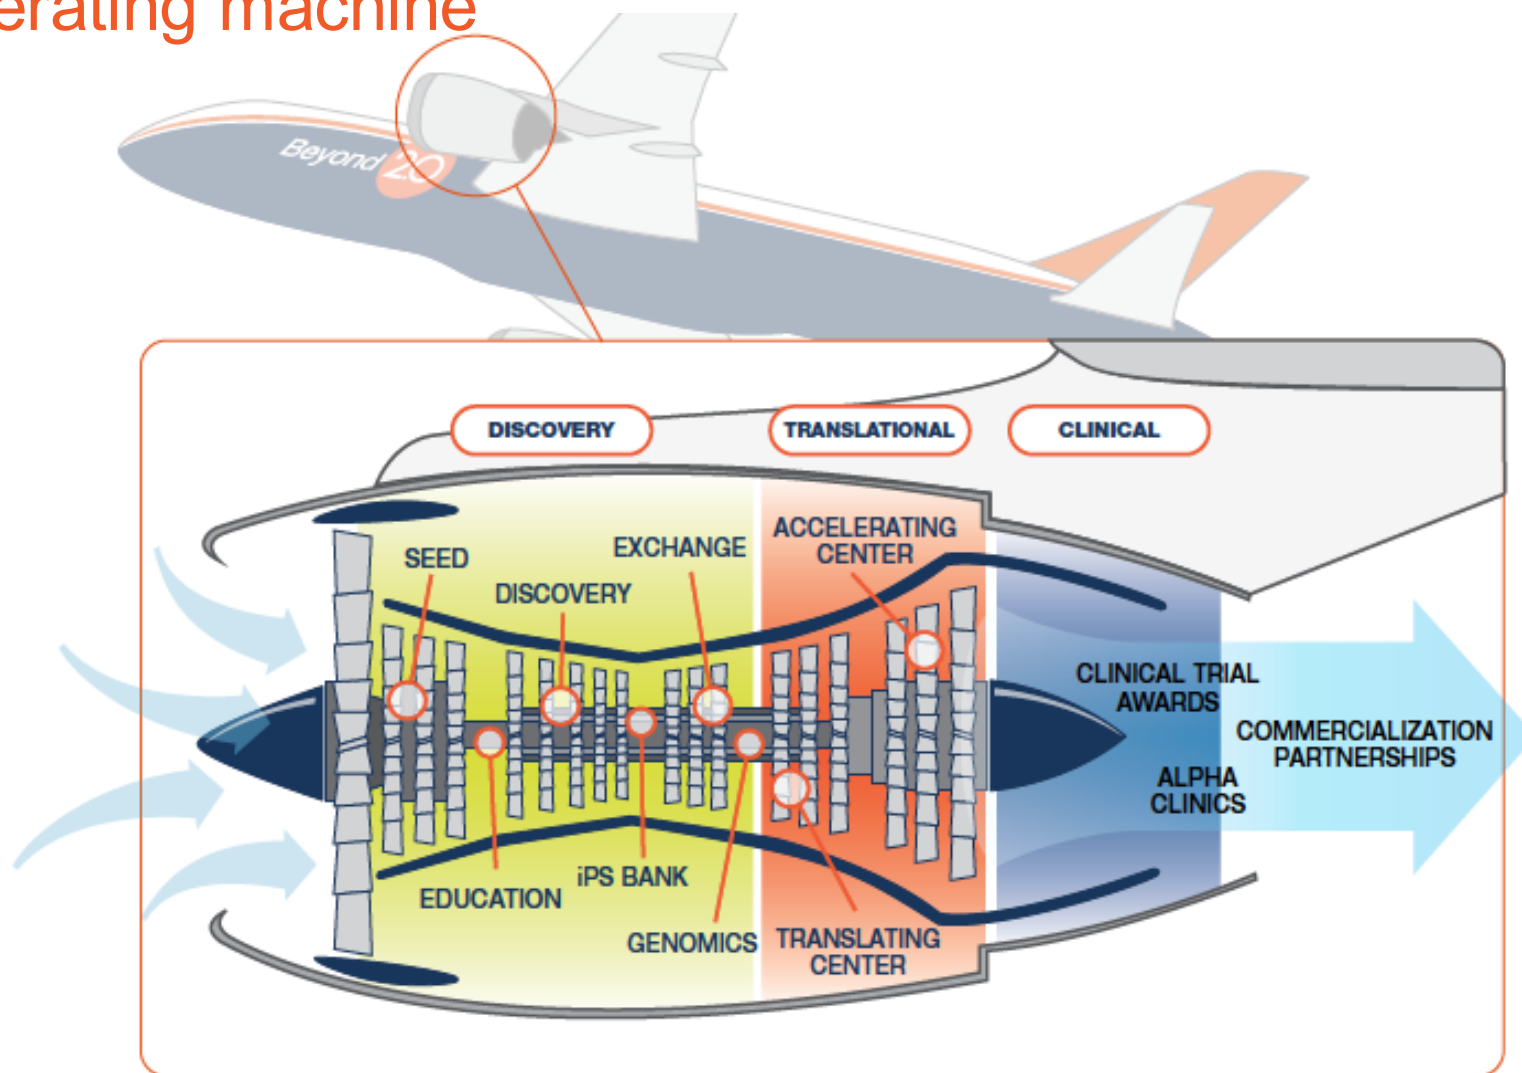 erating machine
Beyond 20
DISCOVERY
TRANSLATIONAL
CLINICAL
SEED
DISCOVERY
EXCHANGE
ACCELERATING
CENTER
EDUCATION
iPS BANK
GENOMICS
TRANSLATING
CENTER
CLINICAL TRIAL
AWARDS
ALPHA
CLINICS
COMMERCIALIZATION
PARTNERSHIPS